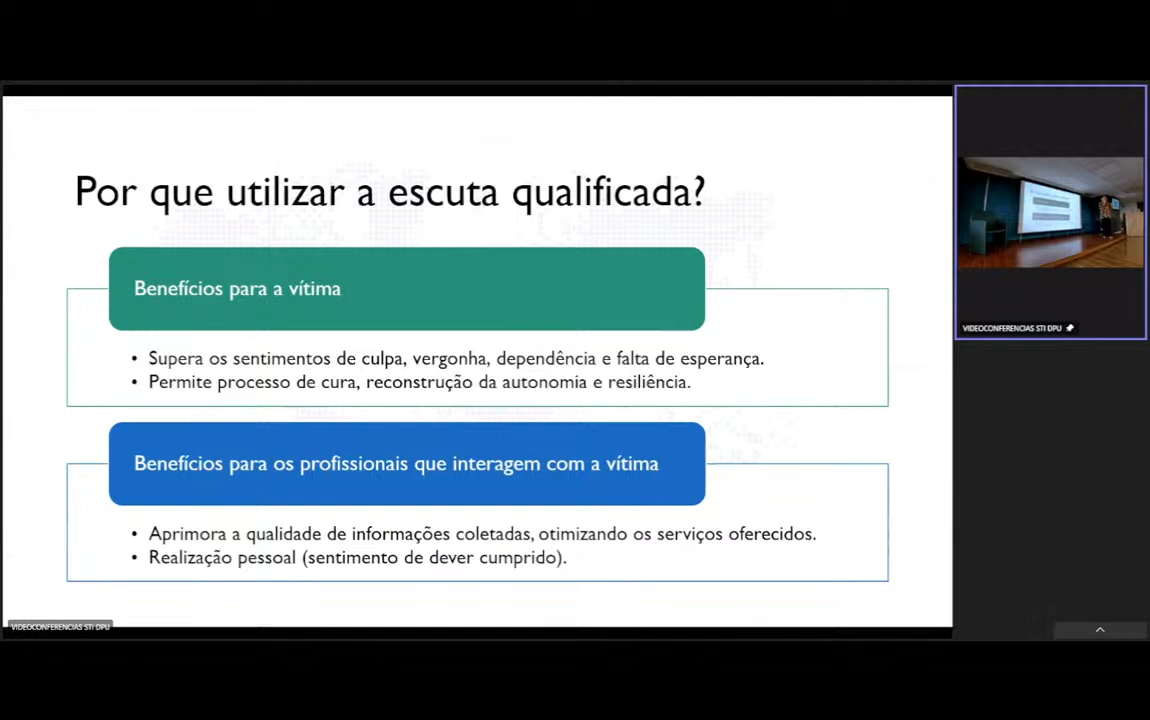 Por que utilizar a escuta qualificada?
Benefícios para a vítima
• Supera os sentimentos de culpa, vergonha, dependência e falta de esperança.
• Permite processo de cura, reconstrução da autonomia e resiliência.
Benefícios para os profissionais que interagem com a vítima
• Aprimora a qualidade de informações coletadas, otimizando os serviços oferecidos.
• Realização pessoal (sentimento de dever cumprido).
VIDEOCONFERENCIAS STI DPU
VIDEOCONFERENCIAS STI DPU